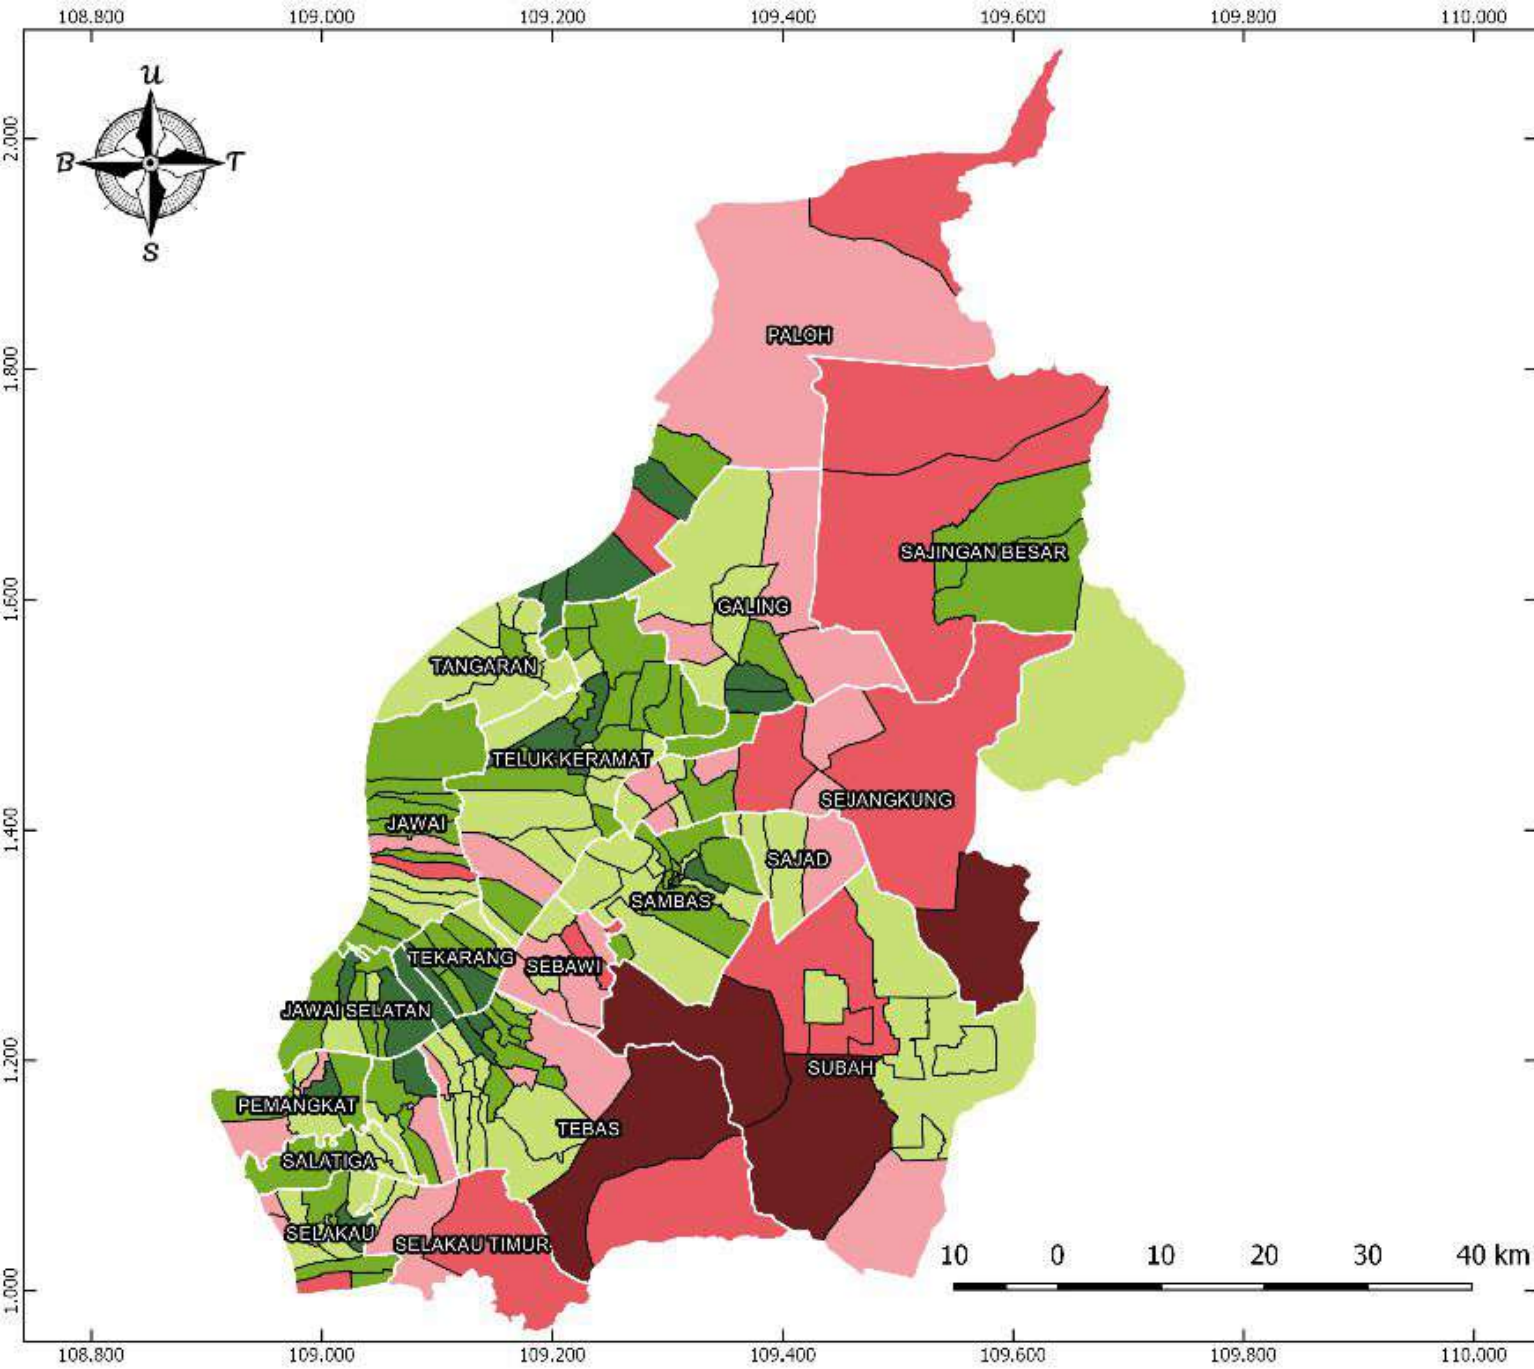 108.800 109.000 109.200 109.400 109.600 109.800 110.000
U
B T
S
2.000
1.800
1.600
1.400
1.200
1.000
PALOH
SAJINGAN BESAR
GALING
TANGARAN
TELUK KERAMAT
SEJANGKUNG
JAWAI
SAJAD
SAMBAS
TEKARANG
SEBAWI
JAWAI SELATAN
SUBAH
PEMANGKAT
TEBAS
SALATIGA
SELAKAU
SELAKAU TIMUR
10 0 10 20 30 40 km
108.800 109.000 109.200 109.400 109.600 109.800 110.000